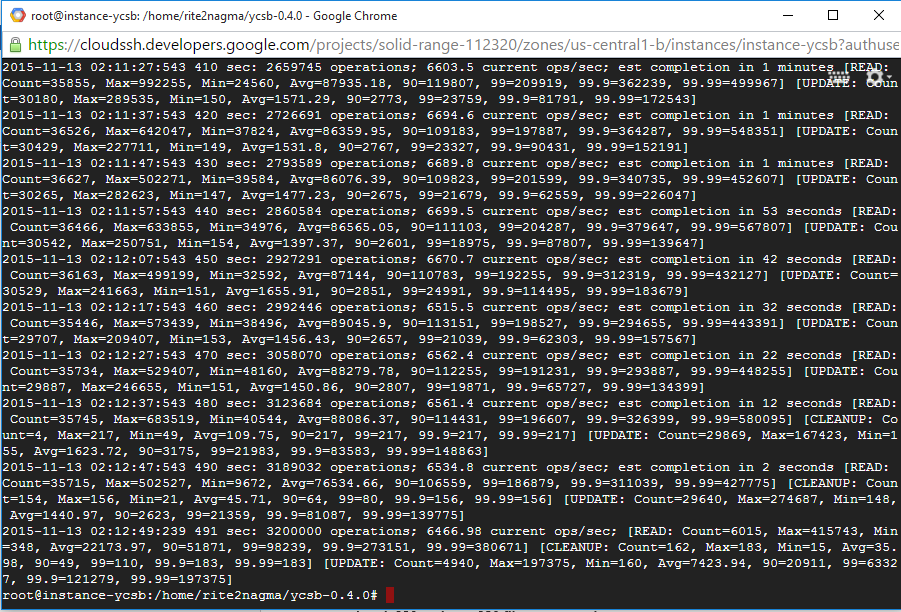 root@instance-ycsb: /home/rite2nagma/ycsb-0.4.0 - Google Chrome
https://cloudssh.developers.google.com/projects/solid-range-112320/zones/us-central1-b/instances/instance-ycsb?authuse
2015-11-13 02:11:27:543 410 sec: 2659745 operations; 6603.5 current ops/sec; est completion in 1 minutes [READ:
Count=35855, Max=992255, Min=24560, Avg=87935.18, 90=119807, 99=209919, 99.9=362239, 99.99=499967] [UPDATE: Coun
t=30180, Max=289535, Min=150, Avg=1571.29, 90=2773, 99=23759, 99.9=81791, 99.99=172543]
2015-11-13 02:11:37:543 420 sec: 2726691 operations; 6694.6 current ops/sec; est completion in 1 minutes [READ:
Count=36526, Max=642047, Min=37824, Avg=86359.95, 90=109183, 99=197887, 99.9=364287, 99.99=548351] [UPDATE: Coun
t=30429, Max=227711, Min=149, Avg=1531.8, 90=2767, 99=23327, 99.9=90431, 99.99=152191]
2015-11-13 02:11:47:543 430 sec: 2793589 operations; 6689.8 current ops/sec; est completion in 1 minutes [READ:
Count=36627, Max=502271, Min=39584, Avg=86076.39, 90=109823, 99=201599, 99.9=340735, 99.99=452607] [UPDATE: Coun
t=30265, Max=282623, Min=147, Avg=1477.23, 90=2675, 99=21679, 99.9=62559, 99.99=226047]
2015-11-13 02:11:57:543 440 sec: 2860584 operations; 6699.5 current ops/sec; est completion in 53 seconds [READ:
Count=36466, Max=633855, Min=34976, Avg=86565.05, 90=111103, 99=204287, 99.9=379647, 99.99=567807] [UPDATE: Cou
nt=30542, Max=250751, Min=154, Avg=1397.37, 90=2601, 99=18975, 99.9=87807, 99.99=139647]
2015-11-13 02:12:07:543 450 sec: 2927291 operations; 6670.7 current ops/sec; est completion in 42 seconds [READ:
Count=36163, Max=499199, Min=32592, Avg=87144, 90=110783, 99=192255, 99.9=312319, 99.99=432127] [UPDATE: Count=
30529, Max=241663, Min=151, Avg=1655.91, 90=2851, 99=24991, 99.9=114495, 99.99=183679]
2015-11-13 02:12:17:543 460 sec: 2992446 operations; 6515.5 current ops/sec; est completion in 32 seconds [READ:
Count=35446, Max=573439, Min=38496, Avg=89045.9, 90=113151, 99=198527, 99.9=294655, 99.99=443391] [UPDATE: Coun
t=29707, Max=209407, Min=153, Avg=1456.43, 90=2657, 99=21039, 99.9=62303, 99.99=157567]
2015-11-13 02:12:27:543 470 sec: 3058070 operations; 6562.4 current ops/sec; est completion in 22 seconds [READ:
Count=35734, Max=529407, Min=48160, Avg=88279.78, 90=112255, 99=191231, 99.9=293887, 99.99=448255] [UPDATE: Cou
nt=29887, Max=246655, Min=151, Avg=1450.86, 90=2807, 99=19871, 99.9=65727, 99.99=134399]
2015-11-13 02:12:37:543 480 sec: 3123684 operations; 6561.4 current ops/sec; est completion in 12 seconds [READ:
Count=35745, Max=683519, Min=40544, Avg=88086.37, 90=114431, 99=196607, 99.9=326399, 99.99=580095] [CLEANUP: Co
unt=4, Max=217, Min=49, Avg=109.75, 90=217, 99=217, 99.9=217, 99.99=217] [UPDATE: Count=29869, Max=167423, Min=1
55, Avg=1623.72, 90=3175, 99=21983, 99.9=83583, 99.99=148863]
2015-11-13 02:12:47:543 490 sec: 3189032 operations; 6534.8 current ops/sec; est completion in 2 seconds [READ:
Count=35715, Max=502527, Min=9672, Avg=76534.66, 90=106559, 99=186879, 99.9=311039, 99.99=427775] [CLEANUP: Coun
t=154, Max=156, Min=21, Avg=45.71, 90=64, 99=80, 99.9=156, 99.99=156] [UPDATE: Count=29640, Max=274687, Min=148,
Avg=1440.97, 90=2623, 99=21359, 99.9=81087, 99.99=139775]
2015-11-13 02:12:49:239 491 sec: 3200000 operations; 6466.98 current ops/sec; [READ: Count=6015, Max=415743, Min
=348, Avg=22173.97, 90=51871, 99=98239, 99.9=273151, 99.99=380671] [CLEANUP: Count=162, Max=183, Min=15, Avg=35.
98, 90=49, 99=110, 99.9=183, 99.99=183] [UPDATE: Count=4940, Max=197375, Min=160, Avg=7423.94, 90=20911, 99=6332
7, 99.9=121279, 99.99=197375]
root@instance-ycsb:/home/rite2nagma/ycsb-0.4.0#